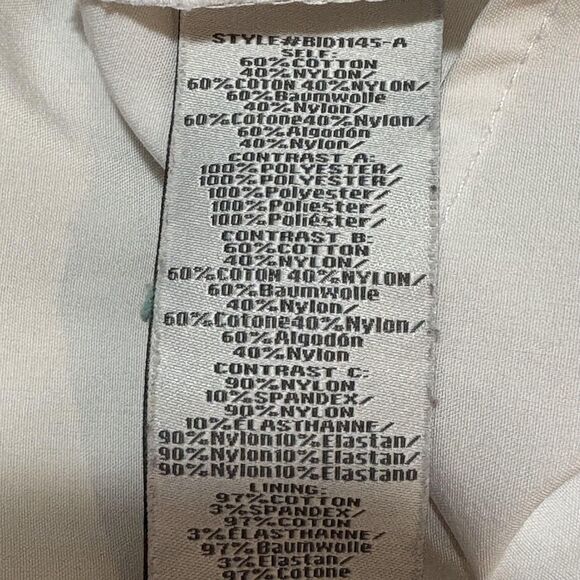 STYLE#BID1145-A
SELF:
60%COTTON
40%NYLON/
60%COTON 40%NYLON/
60%Baumwolle
40%Nylon/
60%Cotone40%Nylon/
60%Algodón
40%Nylon/
CONTRAST A:
100%POLYESTER/
100%POLYESTER/
100%Polyester/
100%Poliester/
100%Poliéster/
CONTRAST B:
60%COTTON
40%NYLON/
60%COTON 40%NYLON/
60%Baumwolle
40%Nylon/
60%Cotone40%Nylon/
60%Algodón
40%Nylon
CONTRAST C:
90%NYLON
10%SPANDEX/
90%NYLON
10%ÉLASTHANNE/
90%Nylon10%Elastan/
90%Nylon10%Elastan/
90%Nylon10%Elastano
LINING:
97%COTTON
3%SPANDEX/
97%COTON
3%ÉLASTHANNE/
97%Baumwolle
3%Elastan/
97%Cotone